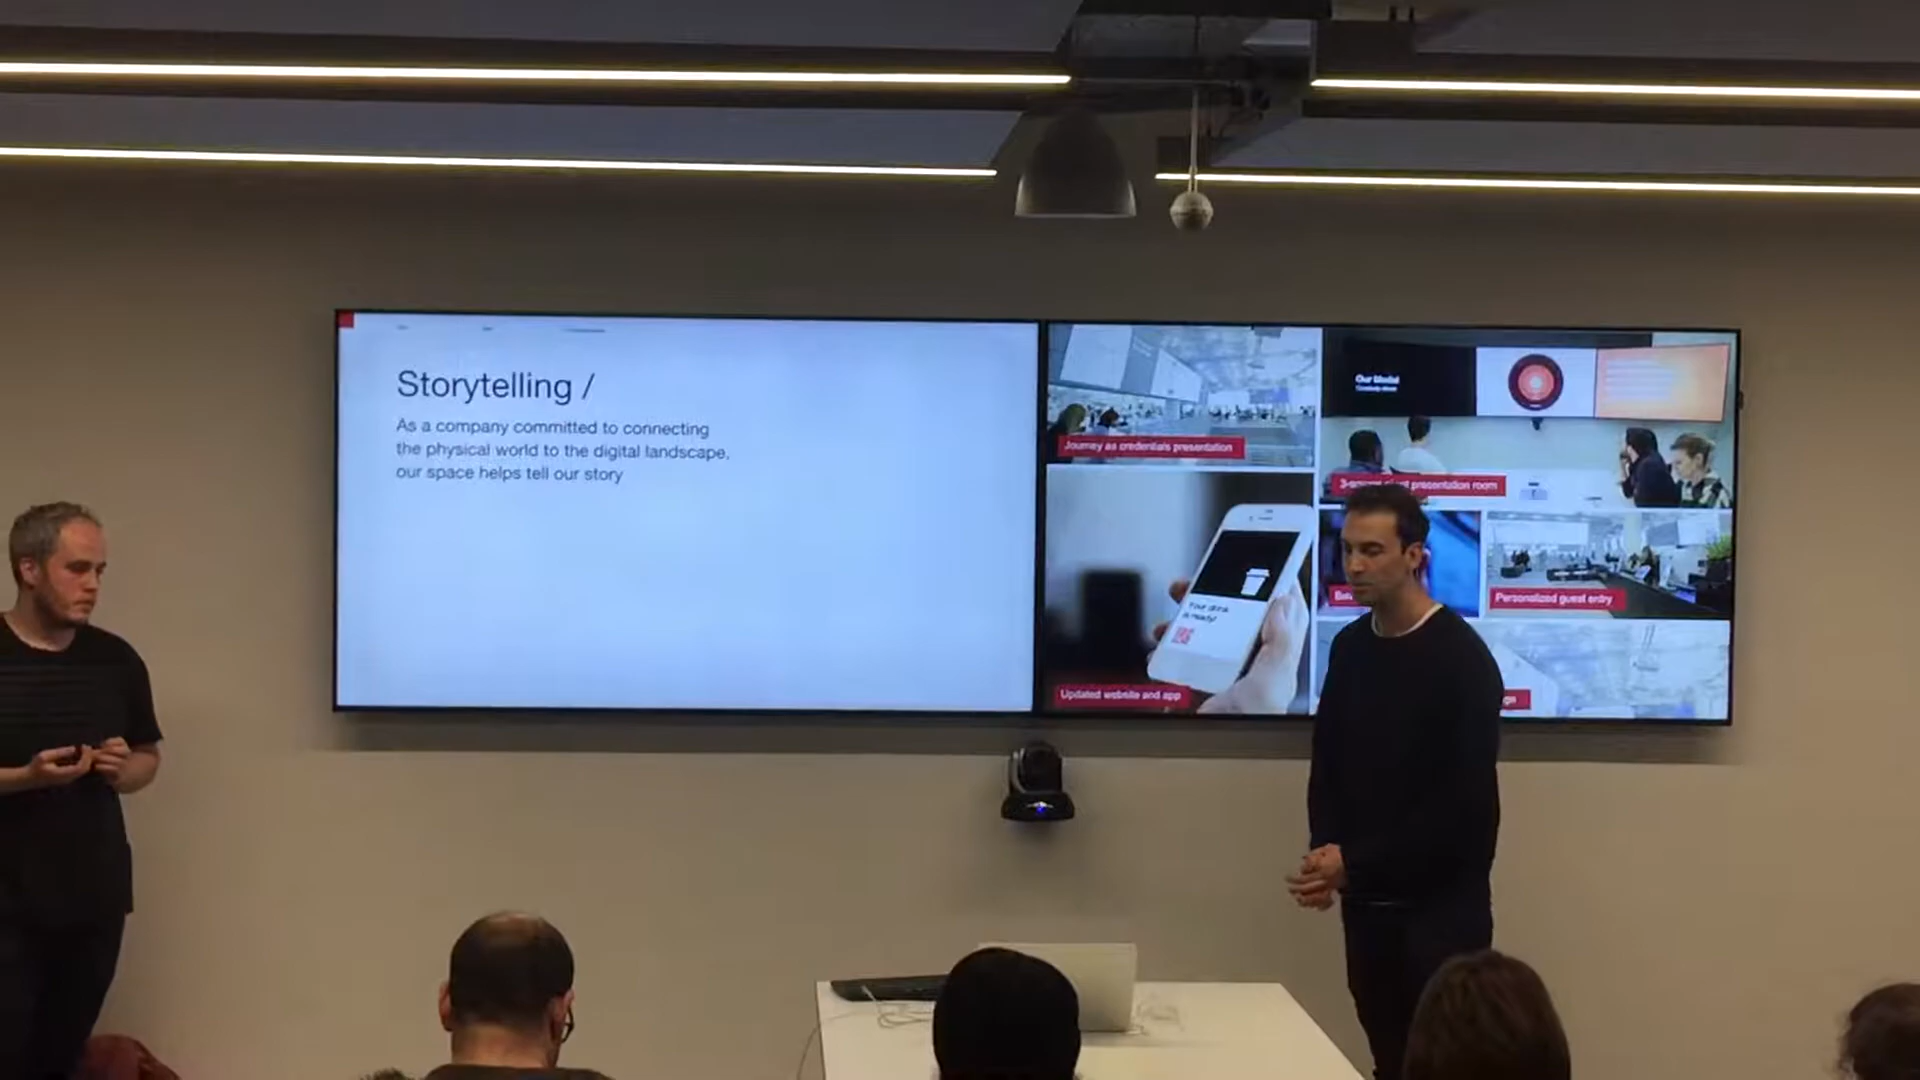 Storytelling /
As a company committed to connecting
the physical world to the digital landscape,
our space helps tell our story
Journey as credentials presentation
Our Model
presentation room
Personalized guest entry
Your drink
is ready!
Updated website and app